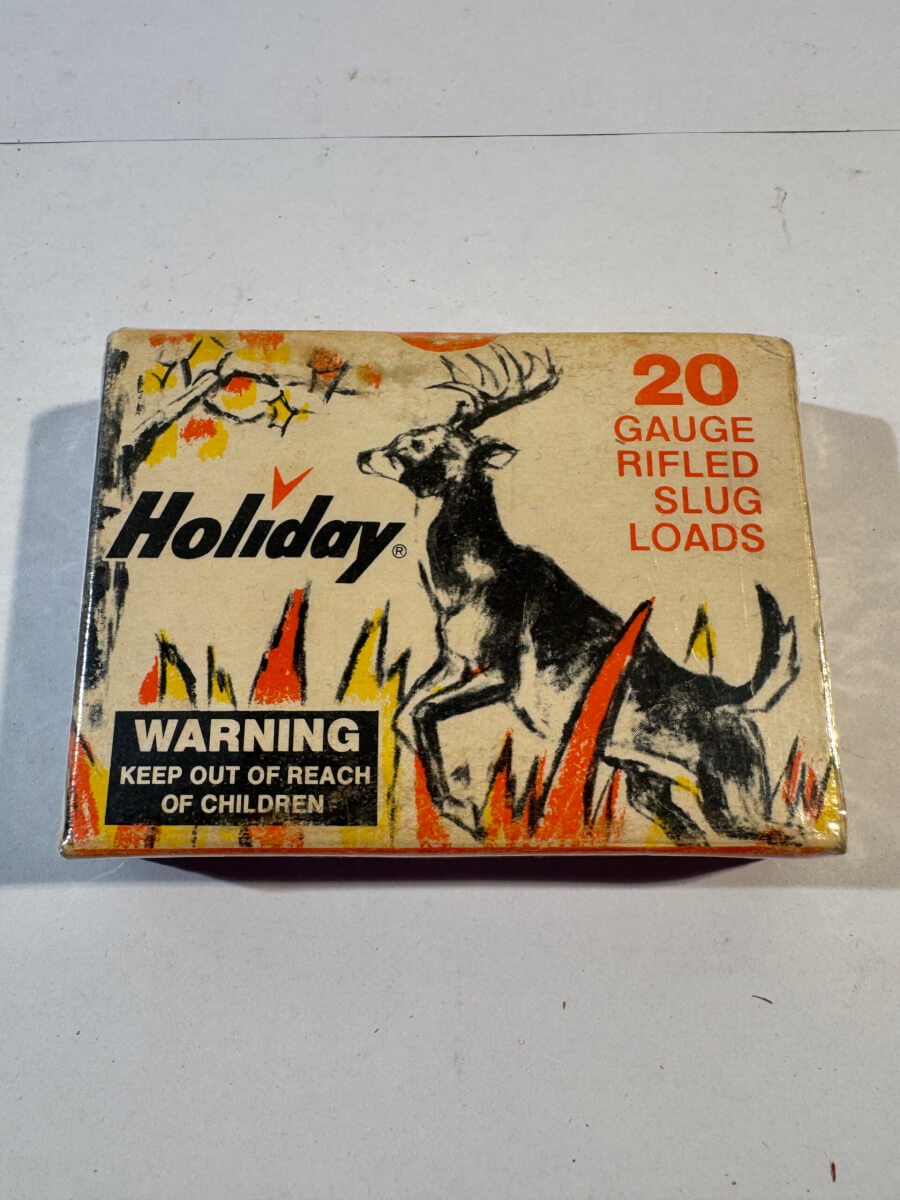 20
GAUGE
RIFLED
SLUG
LOADS
Holiday®
WARNING
KEEP OUT OF REACH
OF CHILDREN